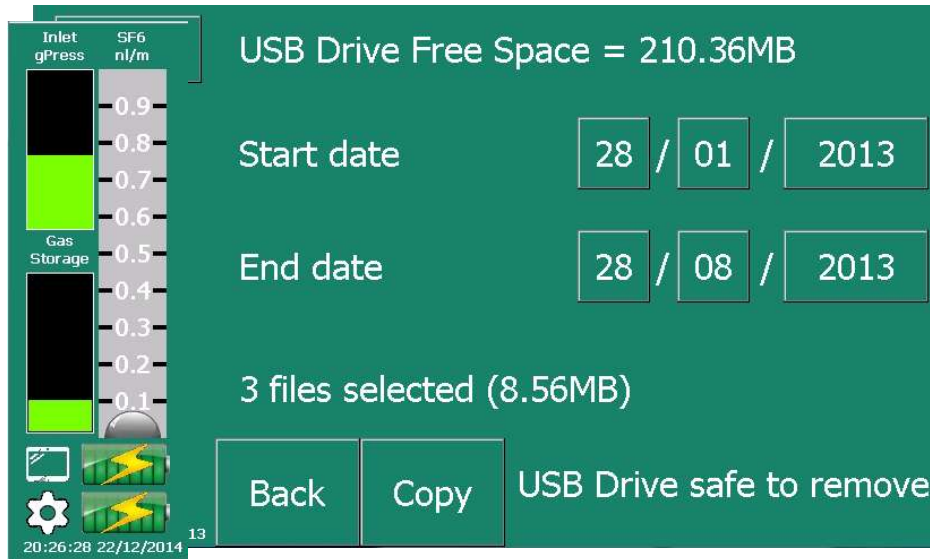 Inlet gPress
SF6 nl/m
0.9
0.8
0.7
0.6
Gas Storage
0.5
0.4
0.3
0.2
0.1
20:26:28 22/12/2014
13
USB Drive Free Space = 210.36MB
Start date 28 / 01 / 2013
End date 28 / 08 / 2013
3 files selected (8.56MB)
Back Copy USB Drive safe to remove